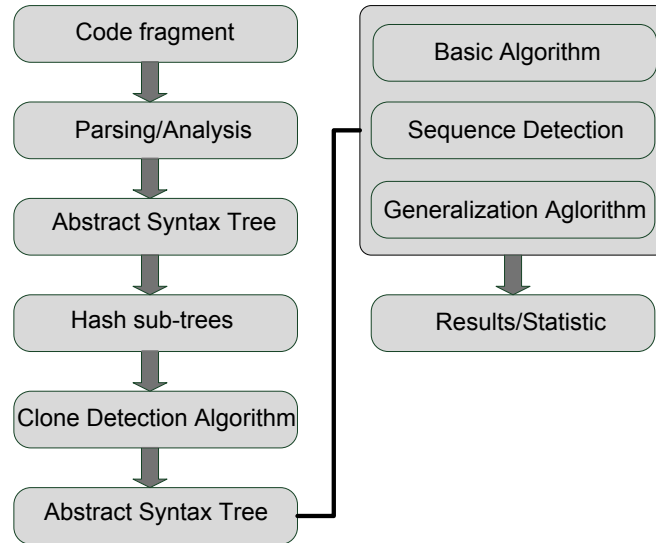 Code fragment
Parsing/Analysis
Abstract Syntax Tree
Hash sub-trees
Clone Detection Algorithm
Abstract Syntax Tree
Basic Algorithm
Sequence Detection
Generalization Aglorithm
Results/Statistic